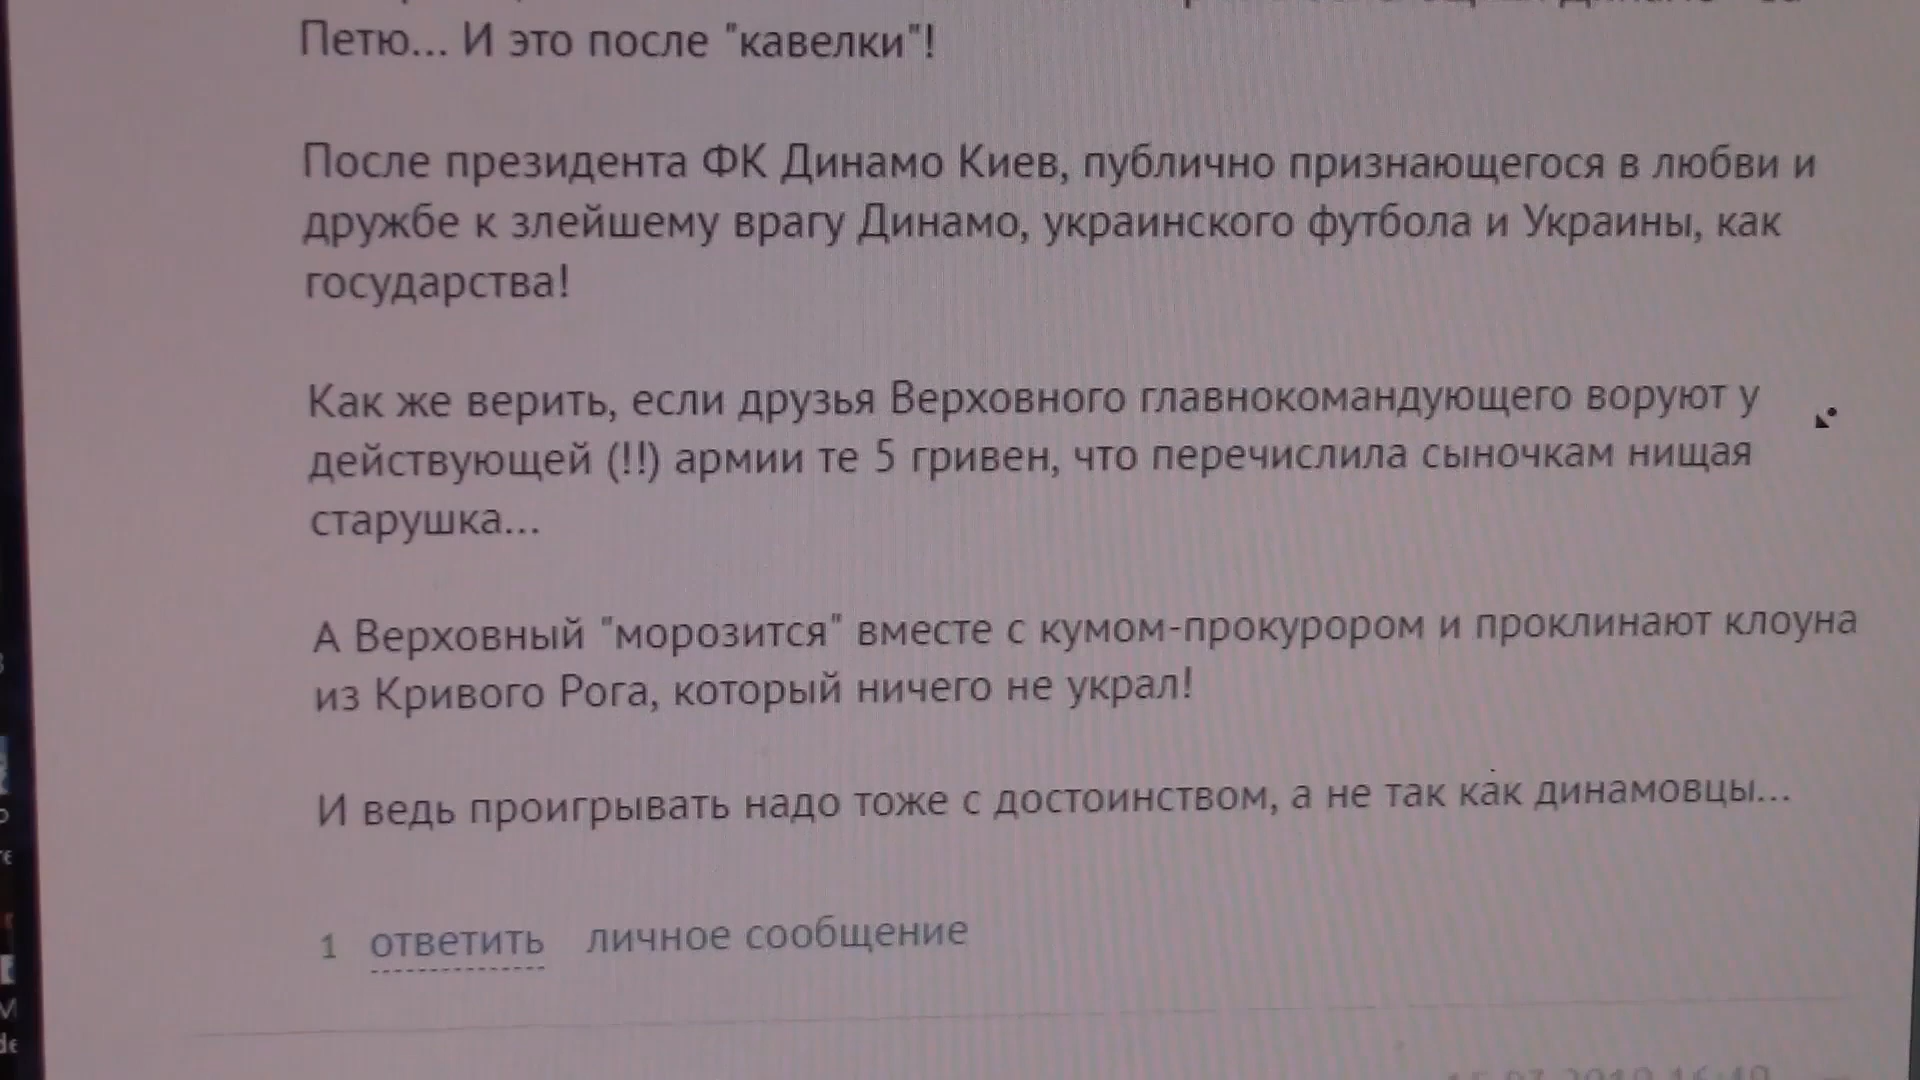 Петю... И это после "кавелки"!
После президента ФК Динамо Киев, публично признающегося в любви и
дружбе к злейшему врагу Динамо, украинского футбола и Украины, как
государства!
Как же верить, если друзья Верховного главнокомандующего воруют у
действующей (!!) армии те 5 гривен, что перечислила сыночкам нищая
старушка...
А Верховный "морозится" вместе с кумом-прокурором и проклинают клоуна
из Кривого Рога, который ничего не украл!
И ведь проигрывать надо тоже с достоинством, а не так как динамовцы...
1 ответить личное сообщение